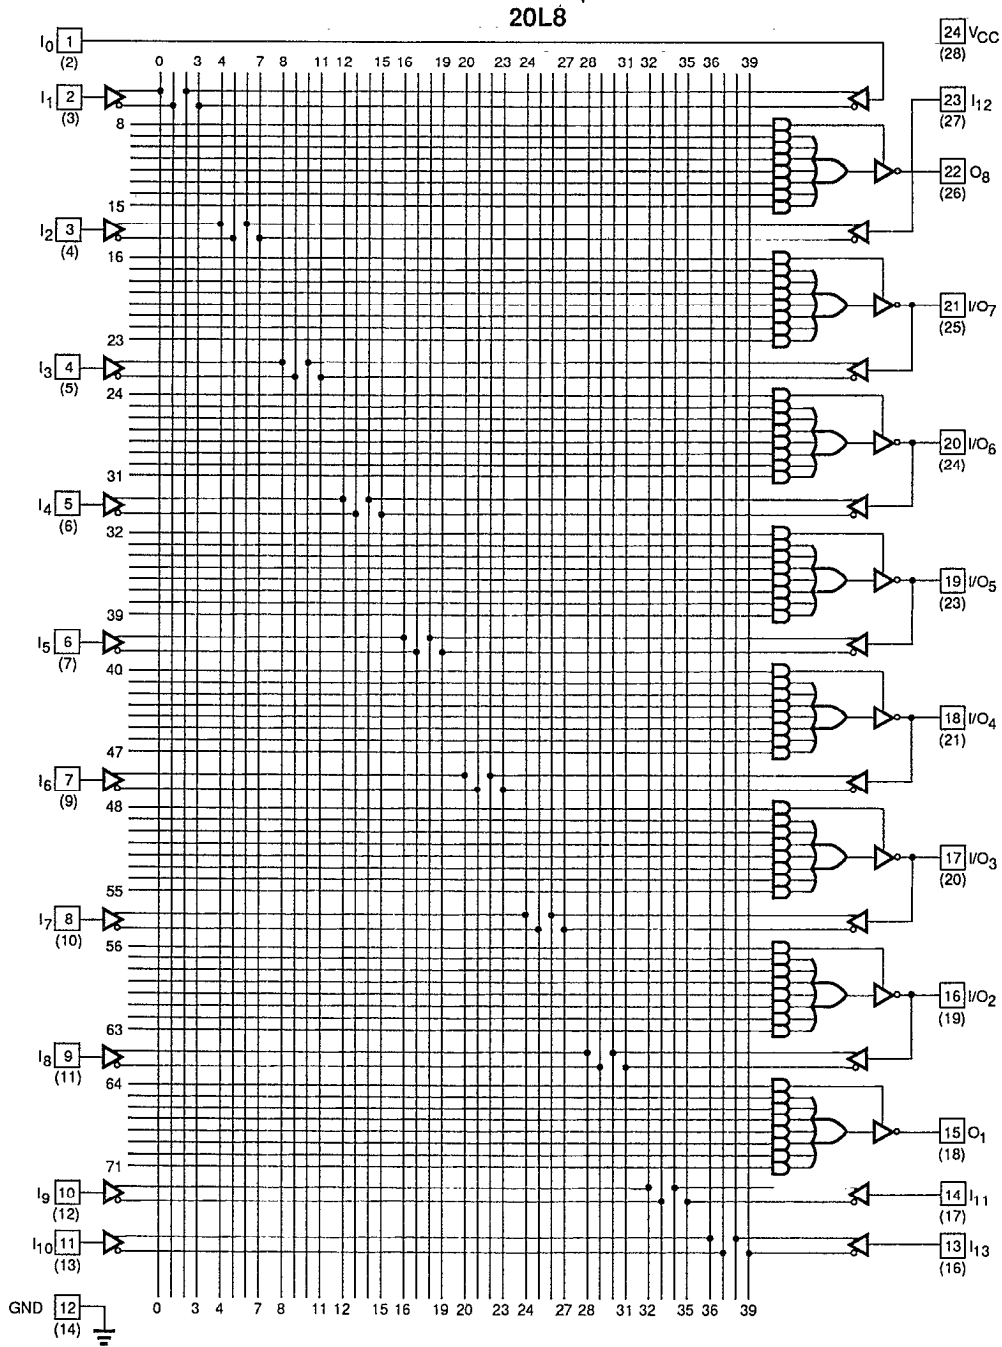 20L8
I0 1 (2)
24 VCC (28)
0 3 4 7 8 11 12 15 16 19 20 23 24 27 28 31 32 35 36 39
I1 2 (3)
23 I12 (27)
8
22 O8 (26)
15
I2 3 (4)
16
21 I/O7 (25)
23
I3 4 (5)
24
20 I/O6 (24)
31
I4 5 (6)
32
19 I/O5 (23)
39
I5 6 (7)
40
18 I/O4 (21)
47
I6 7 (9)
48
17 I/O3 (20)
55
I7 8 (10)
56
16 I/O2 (19)
63
I8 9 (11)
64
15 O1 (18)
71
I9 10 (12)
14 I11 (17)
I10 11 (13)
13 I13 (16)
0 3 4 7 8 11 12 15 16 19 20 23 24 27 28 31 32 35 36 39
GND 12 (14)